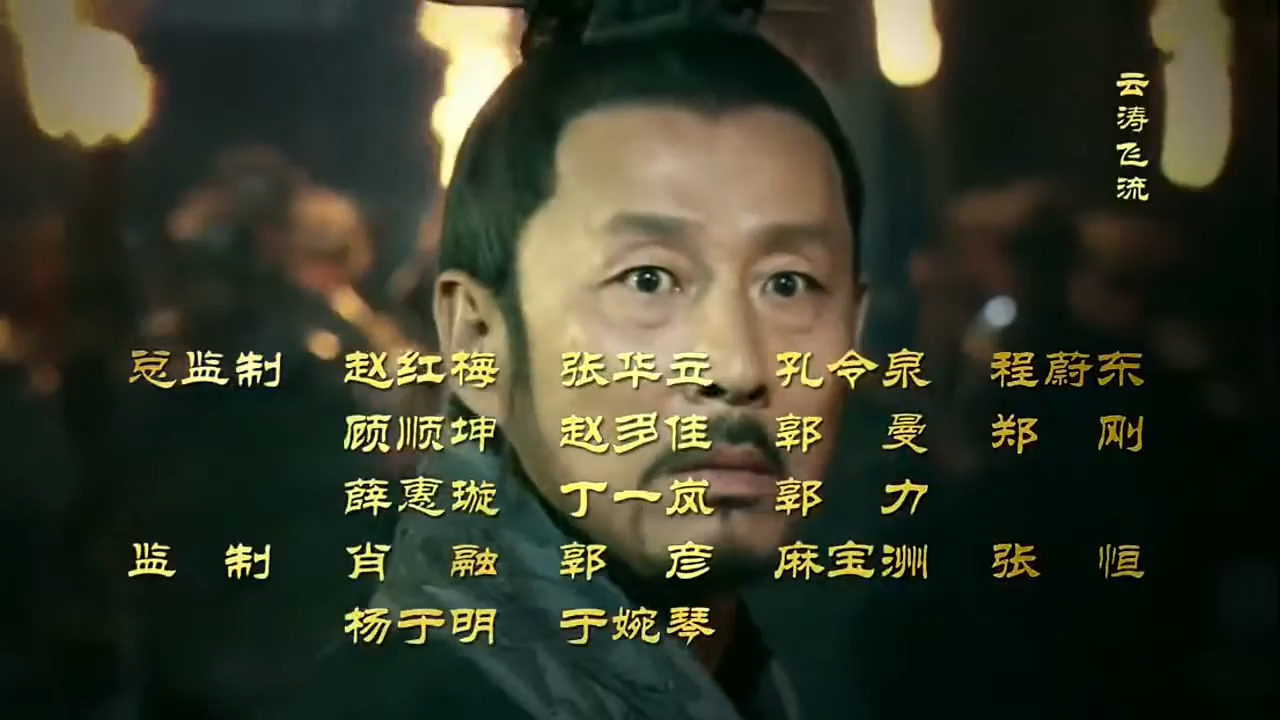 云涛飞流
总监制 赵红梅 张华立 孔令泉 程蔚东
顾顺坤 赵多佳 郭曼 郑刚
薛惠璇 丁一岚 郭力
监制 肖融 郭彦 麻宝洲 张恒
杨于明 于婉琴